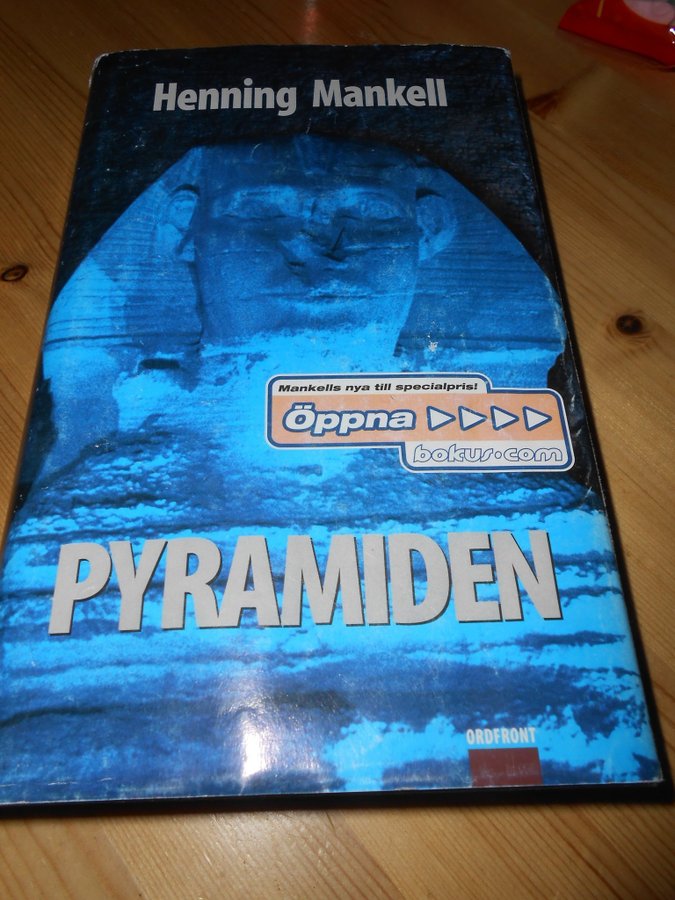 Henning Mankell
Mankells nya till specialpris!
Öppna
bokus.com
PYRAMIDEN
ORDFRONT